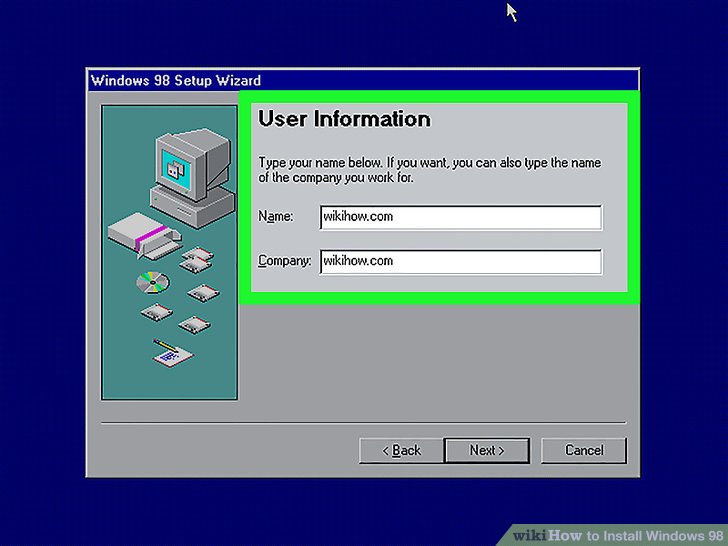 Windows 98 Setup Wizard
User Information
Type your name below. If you want, you can also type the name
of the company you work for.
Name: wikihow.com
Company: wikihow.com
< Back Next > Cancel
wikiHow to Install Windows 98